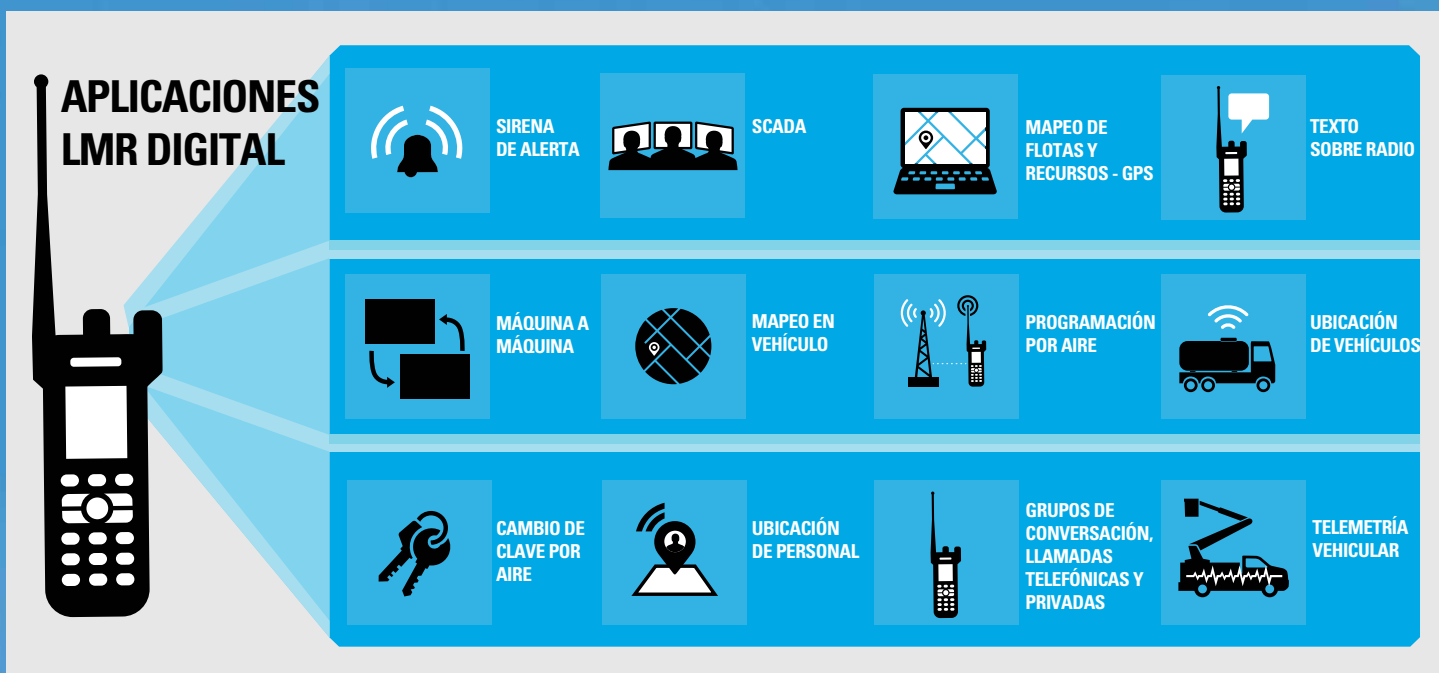 APLICACIONES
LMR DIGITAL
SIRENA
DE ALERTA
SCADA
MAPEO DE
FLOTAS Y
RECURSOS - GPS
TEXTO
SOBRE RADIO
MÁQUINA A
MÁQUINA
MAPEO EN
VEHÍCULO
PROGRAMACIÓN
POR AIRE
UBICACIÓN
DE VEHÍCULOS
CAMBIO DE
CLAVE POR
AIRE
UBICACIÓN
DE PERSONAL
GRUPOS DE
CONVERSACIÓN,
LLAMADAS
TELEFÓNICAS Y
PRIVADAS
TELEMETRÍA
VEHICULAR